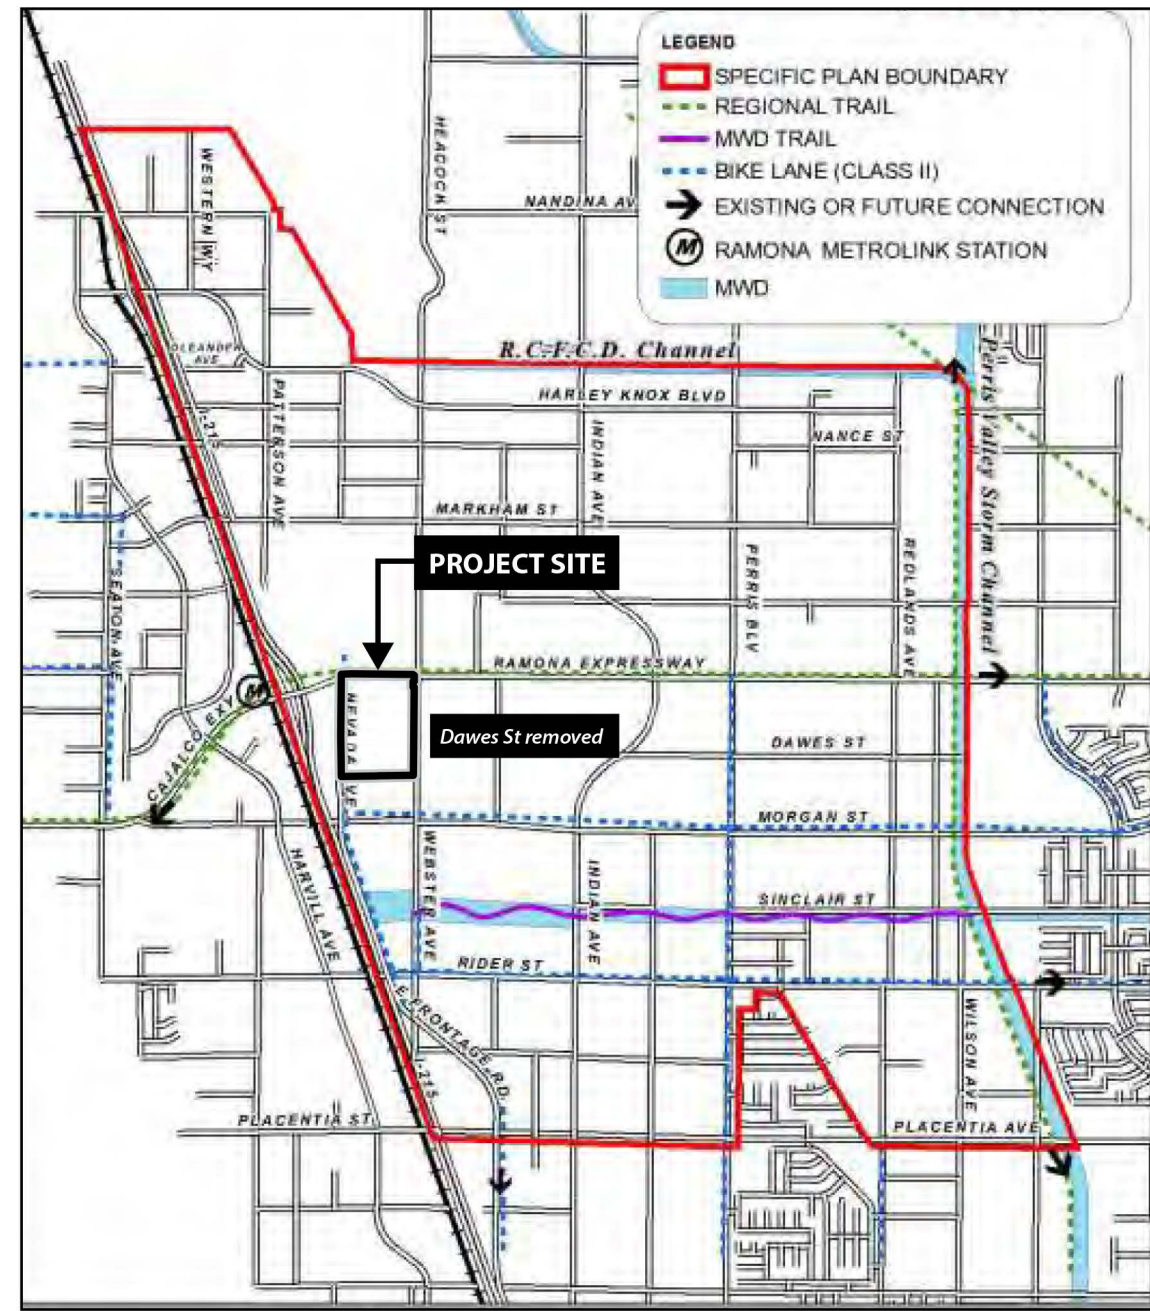 LEGEND
SPECIFIC PLAN BOUNDARY
REGIONAL TRAIL
MWD TRAIL
BIKE LANE (CLASS II)
EXISTING OR FUTURE CONNECTION
M RAMONA METROLINK STATION
MWD
HEACOCK ST
WESTERN WY
NANDINA AV
OLEANDER
AVE
R.C.F.C.D. Channel
Perris Valley Storm Channel
HARLEY KNOX BLVD
PATTERSON AVE
I-215
INDIAN AVE
NANCE ST
MARKHAM ST
PROJECT SITE
PERRIS BLV
REDLANDS AVE
SEATON AVE
RAMONA EXPRESSWAY
M
CAJALCO EXY
NEVADA AVE
Dawes St removed
DAWES ST
MORGAN ST
HARVILL AVE
WEBSTER AVE
INDIAN AVE
SINCLAIR ST
RIDER ST
E FRONTAGE RD
I-215
WILSON AVE
PLACENTIA ST
PLACENTIA AVE